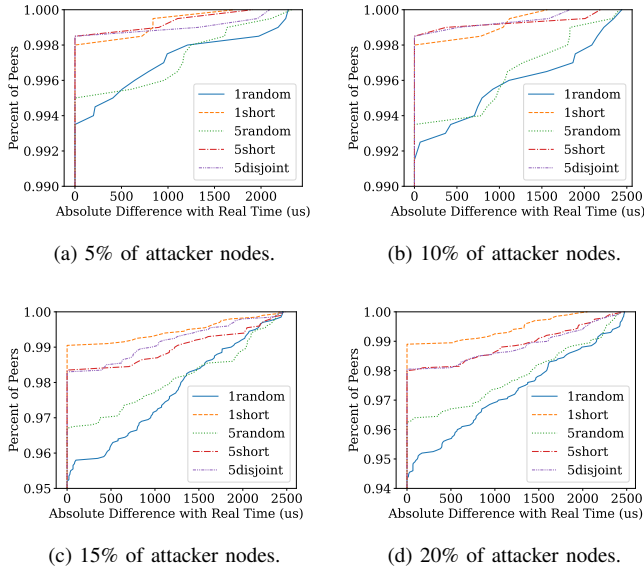 1.000
0.998
0.996
0.994
0.992
0.990
Percent of Peers
1random
1short
5random
5short
5disjoint
0 500 1000 1500 2000
Absolute Difference with Real Time (us)
(a) 5% of attacker nodes.
1.000
0.998
0.996
0.994
0.992
0.990
Percent of Peers
1random
1short
5random
5short
5disjoint
0 500 1000 1500 2000 2500
Absolute Difference with Real Time (us)
(b) 10% of attacker nodes.
1.00
0.99
0.98
0.97
0.96
0.95
Percent of Peers
1random
1short
5random
5short
5disjoint
0 500 1000 1500 2000 2500
Absolute Difference with Real Time (us)
(c) 15% of attacker nodes.
1.00
0.99
0.98
0.97
0.96
0.95
0.94
Percent of Peers
1random
1short
5random
5short
5disjoint
0 500 1000 1500 2000 2500
Absolute Difference with Real Time (us)
(d) 20% of attacker nodes.